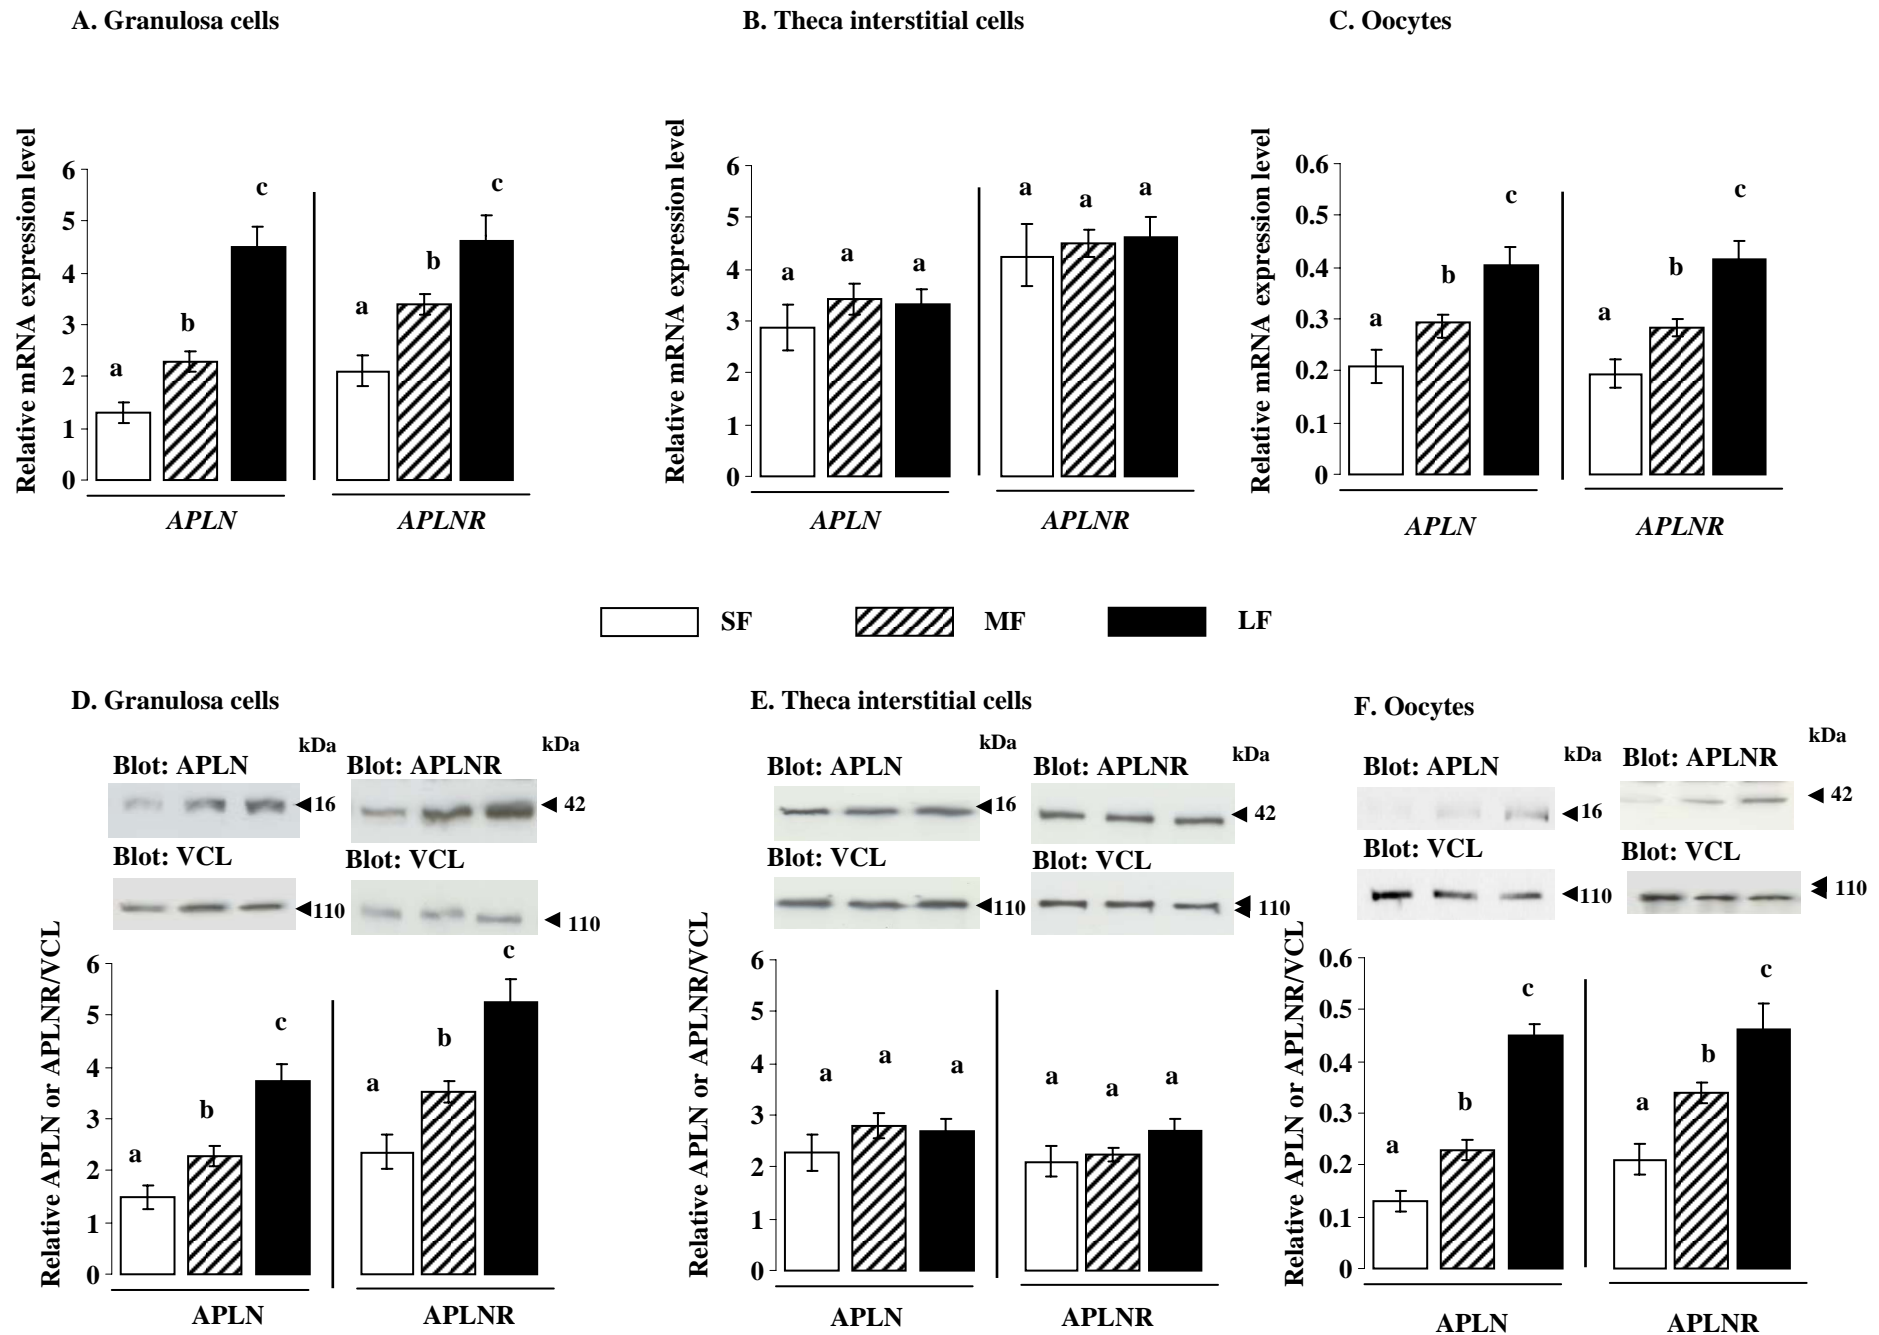 A. Granulosa cells
B. Theca interstitial cells
C. Oocytes
Relative mRNA expression level
6
5
4
3
2
1
0
a
b
c
a
b
c
APLN
APLNR
Relative mRNA expression level
6
5
4
3
2
1
0
a
a
a
a
a
a
APLN
APLNR
Relative mRNA expression level
0.6
0.5
0.4
0.3
0.2
0.1
0
a
b
c
a
b
c
APLN
APLNR
SF
MF
LF
D. Granulosa cells
kDa
kDa
Blot: APLN
Blot: APLNR
16
42
Blot: VCL
Blot: VCL
110
110
Relative APLN or APLNR/VCL
6
5
4
3
2
1
0
a
b
c
a
b
c
APLN
APLNR
E. Theca interstitial cells
kDa
kDa
Blot: APLN
Blot: APLNR
16
42
Blot: VCL
Blot: VCL
110
110
Relative APLN or APLNR/VCL
6
5
4
3
2
1
0
a
a
a
a
a
a
APLN
APLNR
F. Oocytes
kDa
kDa
Blot: APLN
Blot: APLNR
16
42
Blot: VCL
Blot: VCL
110
110
Relative APLN or APLNR/VCL
0.6
0.5
0.4
0.3
0.2
0.1
0
a
b
c
a
b
c
APLN
APLNR